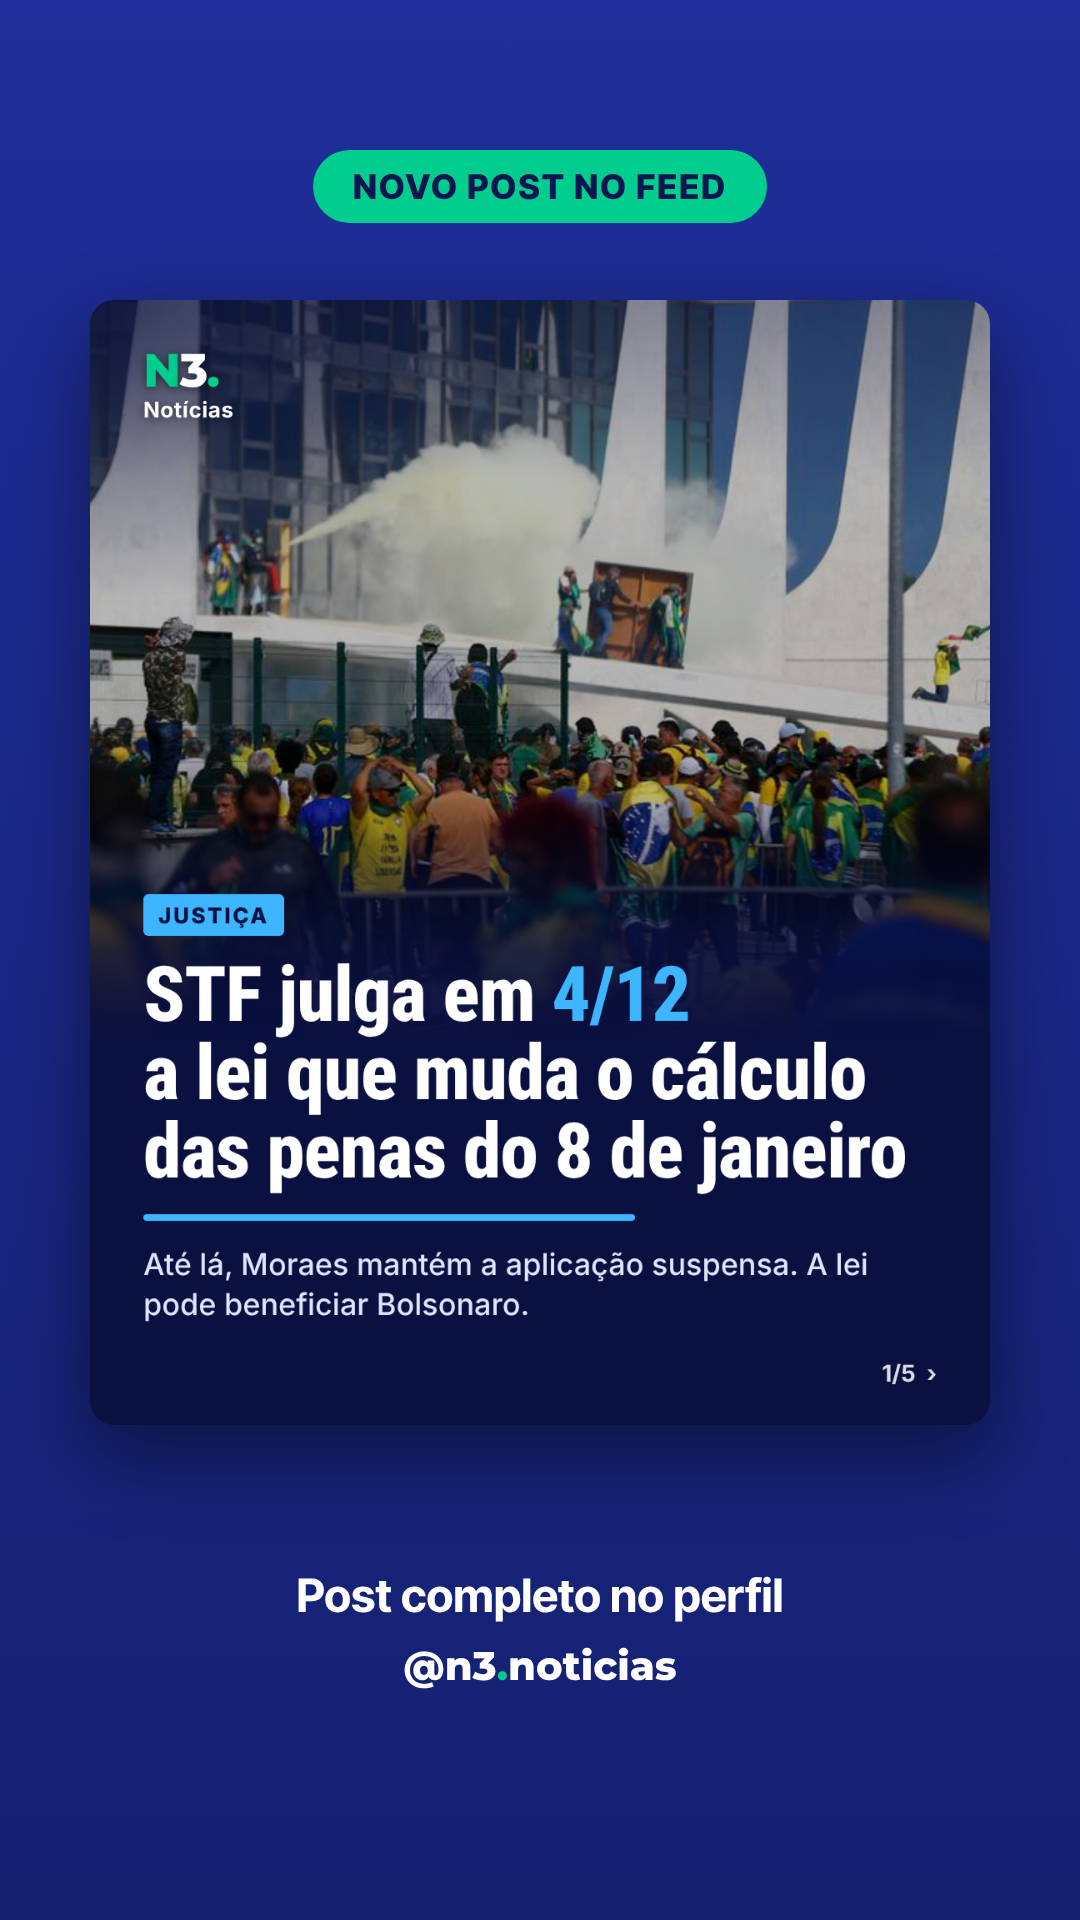 NOVO POST NO FEED
N3.
Notícias
JUSTIÇA
STF julga em 4/12
a lei que muda o cálculo
das penas do 8 de janeiro
Até lá, Moraes mantém a aplicação suspensa. A lei
pode beneficiar Bolsonaro.
1/5 ›
Post completo no perfil
@n3.noticias